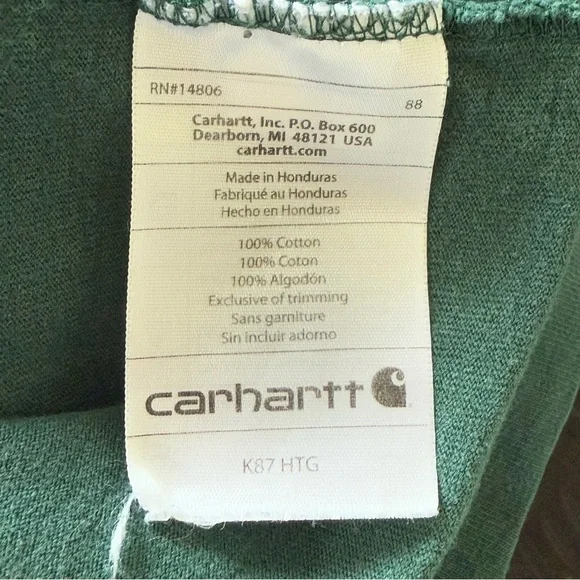 RN#14806
88
Carhartt, Inc. P.O. Box 600
Dearborn, MI 48121 USA
carhartt.com
Made in Honduras
Fabriqué au Honduras
Hecho en Honduras
100% Cotton
100% Coton
100% Algodón
Exclusive of trimming
Sans garniture
Sin incluir adorno
carhartt
K87 HTG